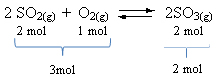 2 SO₂(g) + O₂(g) ⇌ 2SO₃(g)
2 mol 1 mol 2 mol
3mol 2 mol